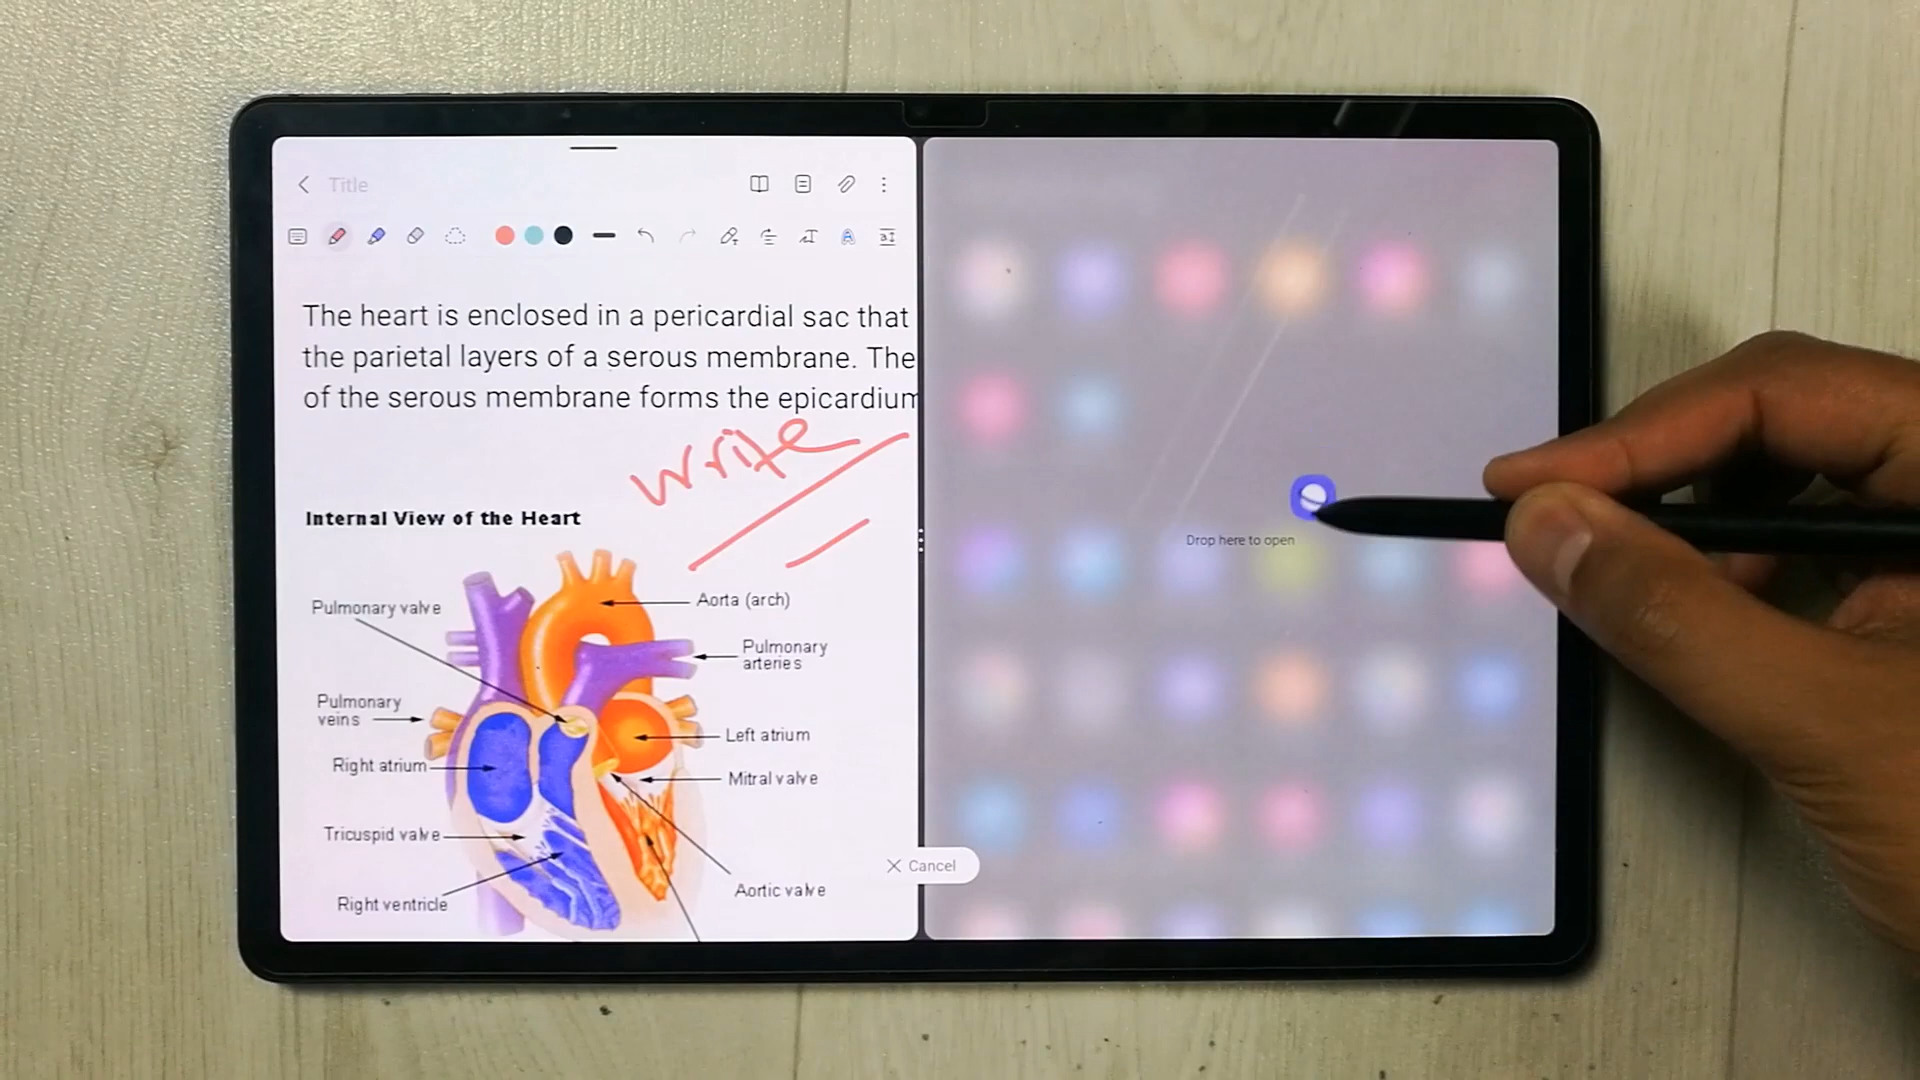 Title
The heart is enclosed in a pericardial sac that
the parietal layers of a serous membrane. The
of the serous membrane forms the epicardium
write
Internal View of the Heart
Pulmonary valve
Aorta (arch)
Pulmonary
arteries
Pulmonary
veins
Left atrium
Right atrium
Mitral valve
Tricuspid valve
Aortic valve
Right ventricle
Drop here to open
Cancel